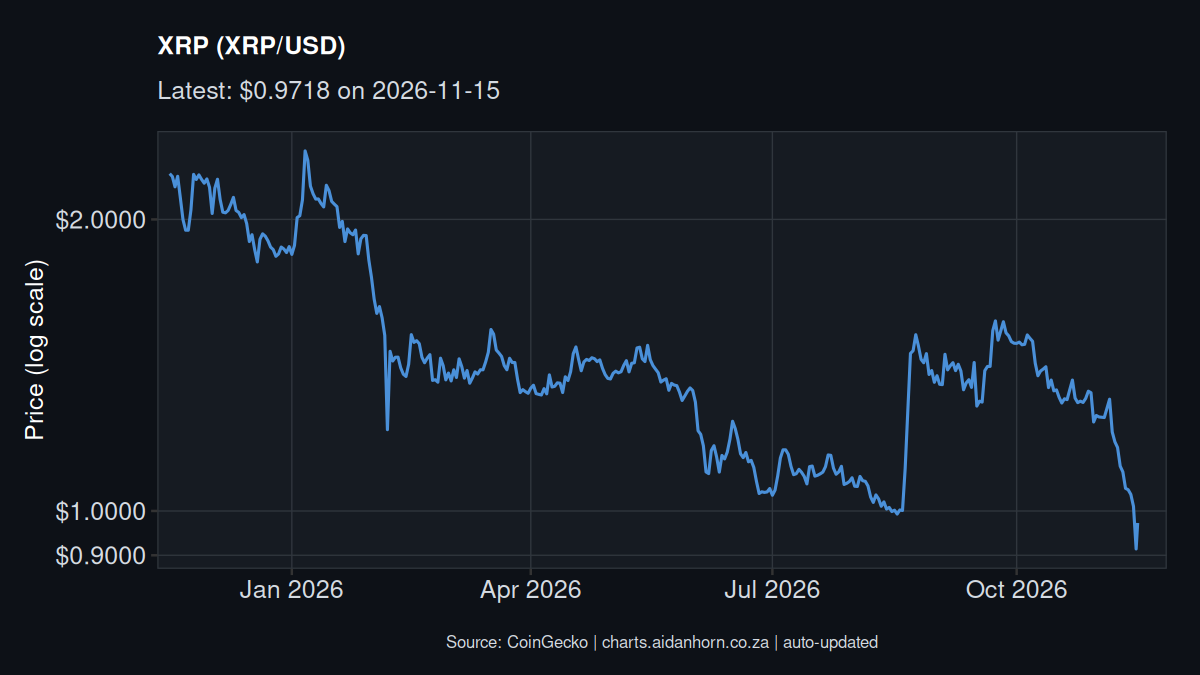 XRP (XRP/USD)
Latest: $0.9718 on 2026-11-15
Price (log scale)
$2.0000
$1.0000
$0.9000
Jan 2026
Apr 2026
Jul 2026
Oct 2026
Source: CoinGecko | charts.aidanhorn.co.za | auto-updated